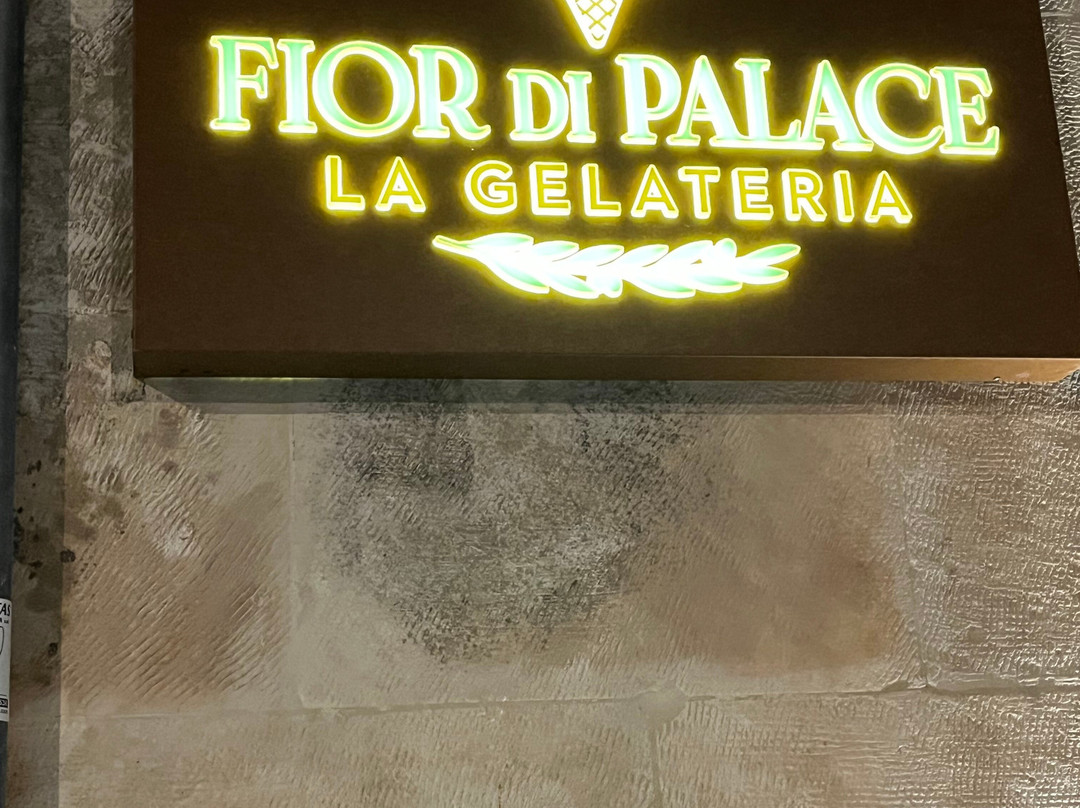 FIOR DI PALACE
LA GELATERIA